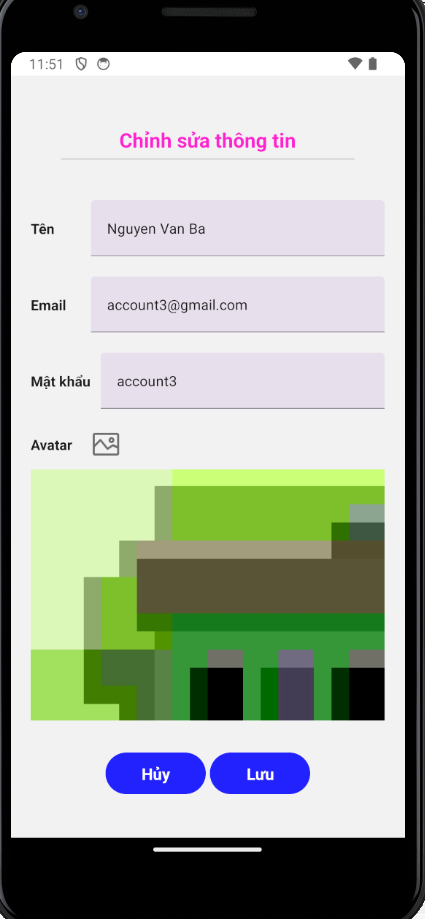 11:51
Chỉnh sửa thông tin
Tên
Nguyen Van Ba
Email
account3@gmail.com
Mật khẩu
account3
Avatar
Hủy
Lưu